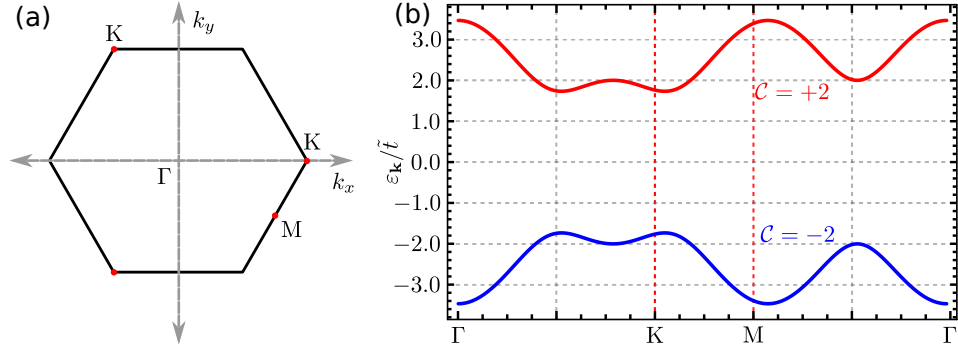 (a)
k_y
K
K
Γ
k_x
M
(b)
ε_𝐤/t̃
3.0
2.0
1.0
0.0
−1.0
−2.0
−3.0
𝒞 = +2
𝒞 = −2
Γ
K
M
Γ